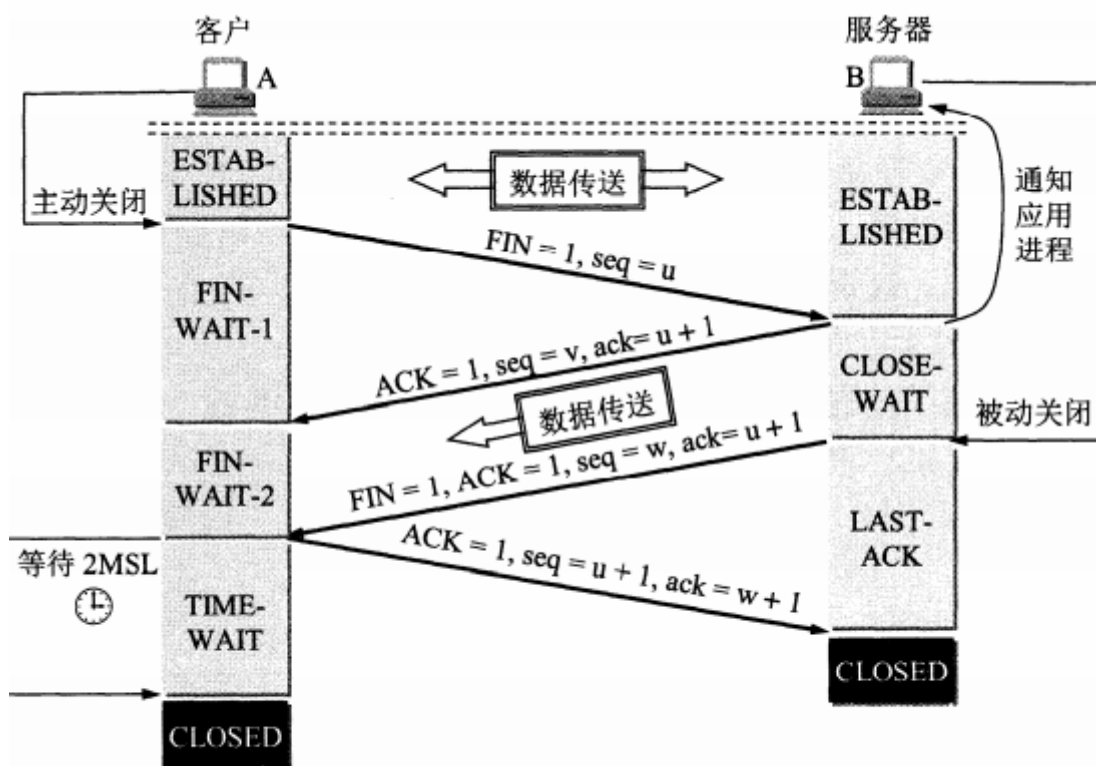 客户
服务器
A
B
ESTAB-
LISHED
数据传送
主动关闭
ESTAB-
LISHED
通知
应用
进程
FIN = 1, seq = u
FIN-
WAIT-1
ACK = 1, seq = v, ack= u + 1
CLOSE-
WAIT
数据传送
被动关闭
FIN-
WAIT-2
FIN = 1, ACK = 1, seq = w, ack= u + 1
LAST-
ACK
ACK = 1, seq = u + 1, ack = w + 1
等待 2MSL
TIME-
WAIT
CLOSED
CLOSED